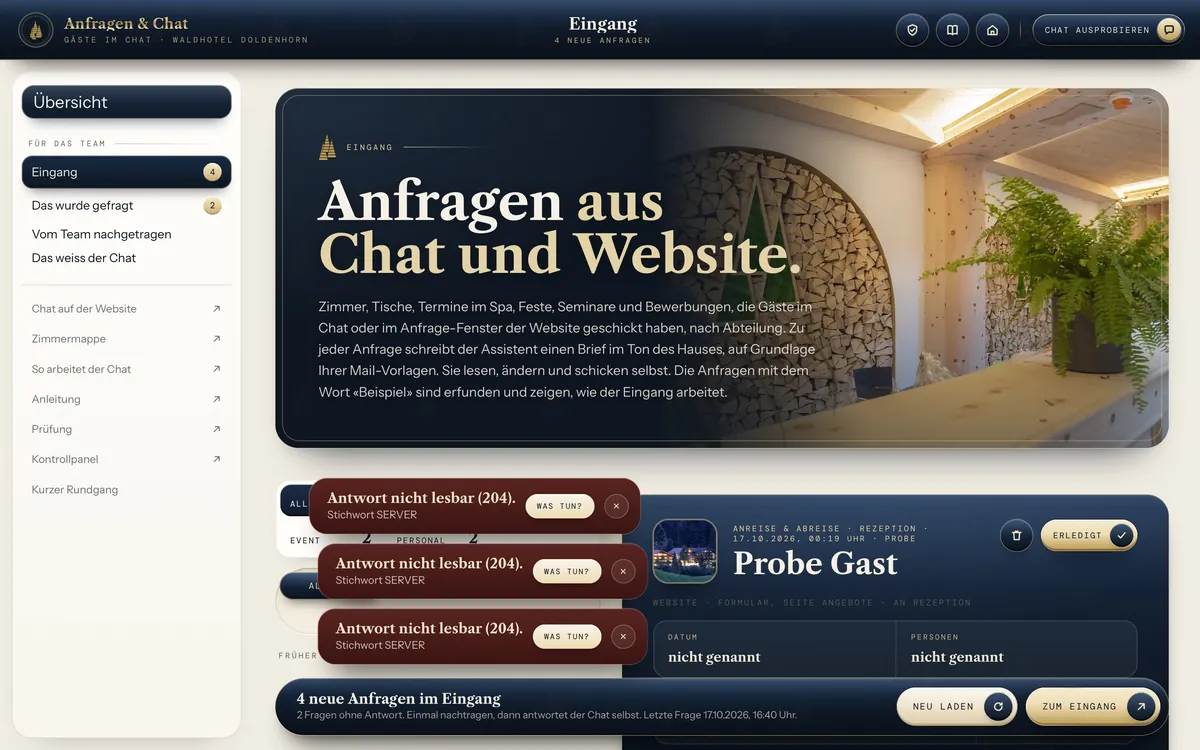 Anfragen & Chat
GÄSTE IM CHAT · WALDHOTEL DOLDENHORN
Eingang
4 NEUE ANFRAGEN
CHAT AUSPROBIEREN
Übersicht
FÜR DAS TEAM
Eingang 4
Das wurde gefragt 2
Vom Team nachgetragen
Das weiss der Chat
Chat auf der Website
Zimmermappe
So arbeitet der Chat
Anleitung
Prüfung
Kontrollpanel
Kurzer Rundgang
EINGANG
Anfragen aus
Chat und Website.
Zimmer, Tische, Termine im Spa, Feste, Seminare und Bewerbungen, die Gäste im
Chat oder im Anfrage-Fenster der Website geschickt haben, nach Abteilung. Zu
jeder Anfrage schreibt der Assistent einen Brief im Ton des Hauses, auf Grundlage
Ihrer Mail-Vorlagen. Sie lesen, ändern und schicken selbst. Die Anfragen mit dem
Wort «Beispiel» sind erfunden und zeigen, wie der Eingang arbeitet.
ALL
EVENT 2 PERSONAL 2
AL
FRÜHER
Antwort nicht lesbar (204).
Stichwort SERVER
WAS TUN?
Antwort nicht lesbar (204).
Stichwort SERVER
WAS TUN?
Antwort nicht lesbar (204).
Stichwort SERVER
WAS TUN?
ANREISE & ABREISE · REZEPTION ·
17.10.2026, 00:19 UHR · PROBE
Probe Gast
ERLEDIGT
WEBSITE · FORMULAR, SEITE ANGEBOTE · AN REZEPTION
DATUM
nicht genannt
PERSONEN
nicht genannt
4 neue Anfragen im Eingang
2 Fragen ohne Antwort. Einmal nachtragen, dann antwortet der Chat selbst. Letzte Frage 17.10.2026, 16:40 Uhr.
NEU LADEN
ZUM EINGANG